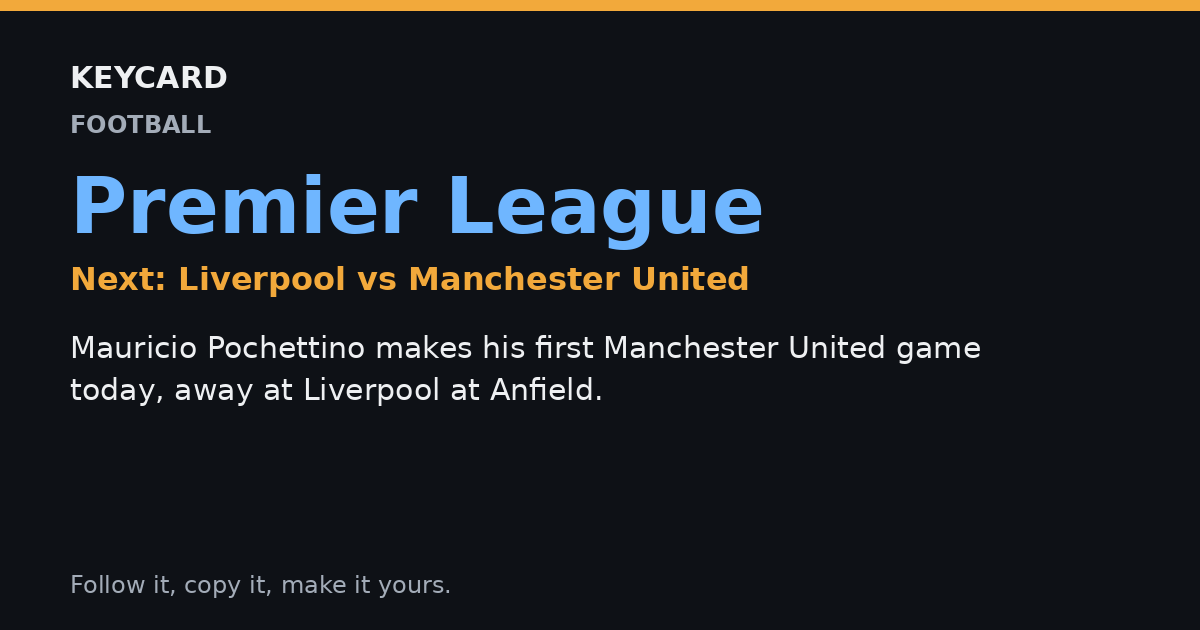 KEYCARD
FOOTBALL
Premier League
Next: Liverpool vs Manchester United
Mauricio Pochettino makes his first Manchester United game
today, away at Liverpool at Anfield.
Follow it, copy it, make it yours.